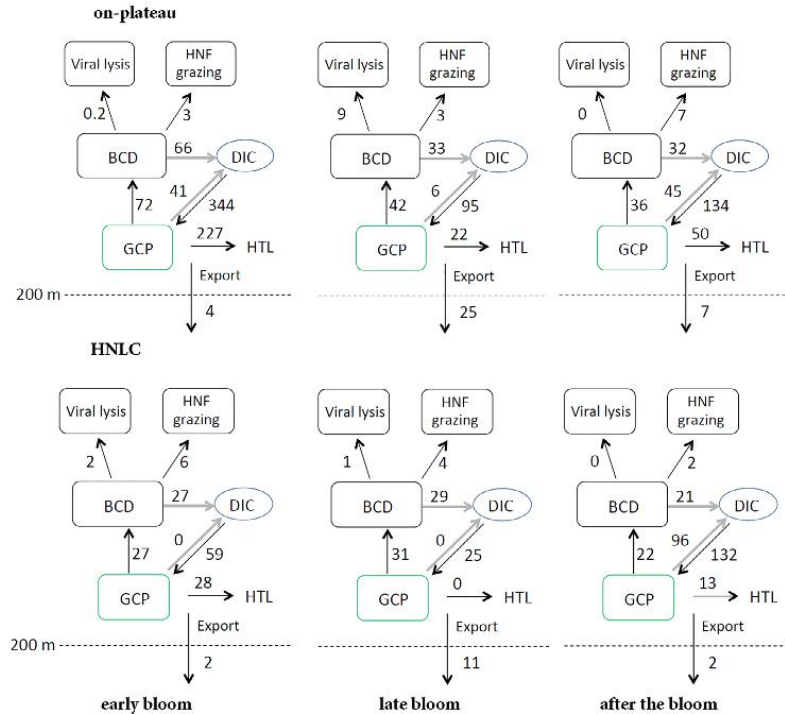 on-plateau
Viral lysis HNF grazing Viral lysis HNF grazing Viral lysis HNF grazing
0.2 3 9 3 0 7
BCD 66 DIC BCD 33 DIC BCD 32 DIC
72 41 344 42 6 95 36 45 134
GCP 227 HTL GCP 22 HTL GCP 50 HTL
Export Export Export
200 m
4 25 7
HNLC
Viral lysis HNF grazing Viral lysis HNF grazing Viral lysis HNF grazing
2 6 1 4 0 2
BCD 27 DIC BCD 29 DIC BCD 21 DIC
27 0 59 31 0 25 22 96 132
GCP 28 HTL GCP 0 HTL GCP 13 HTL
Export Export Export
200 m
2 11 2
early bloom late bloom after the bloom